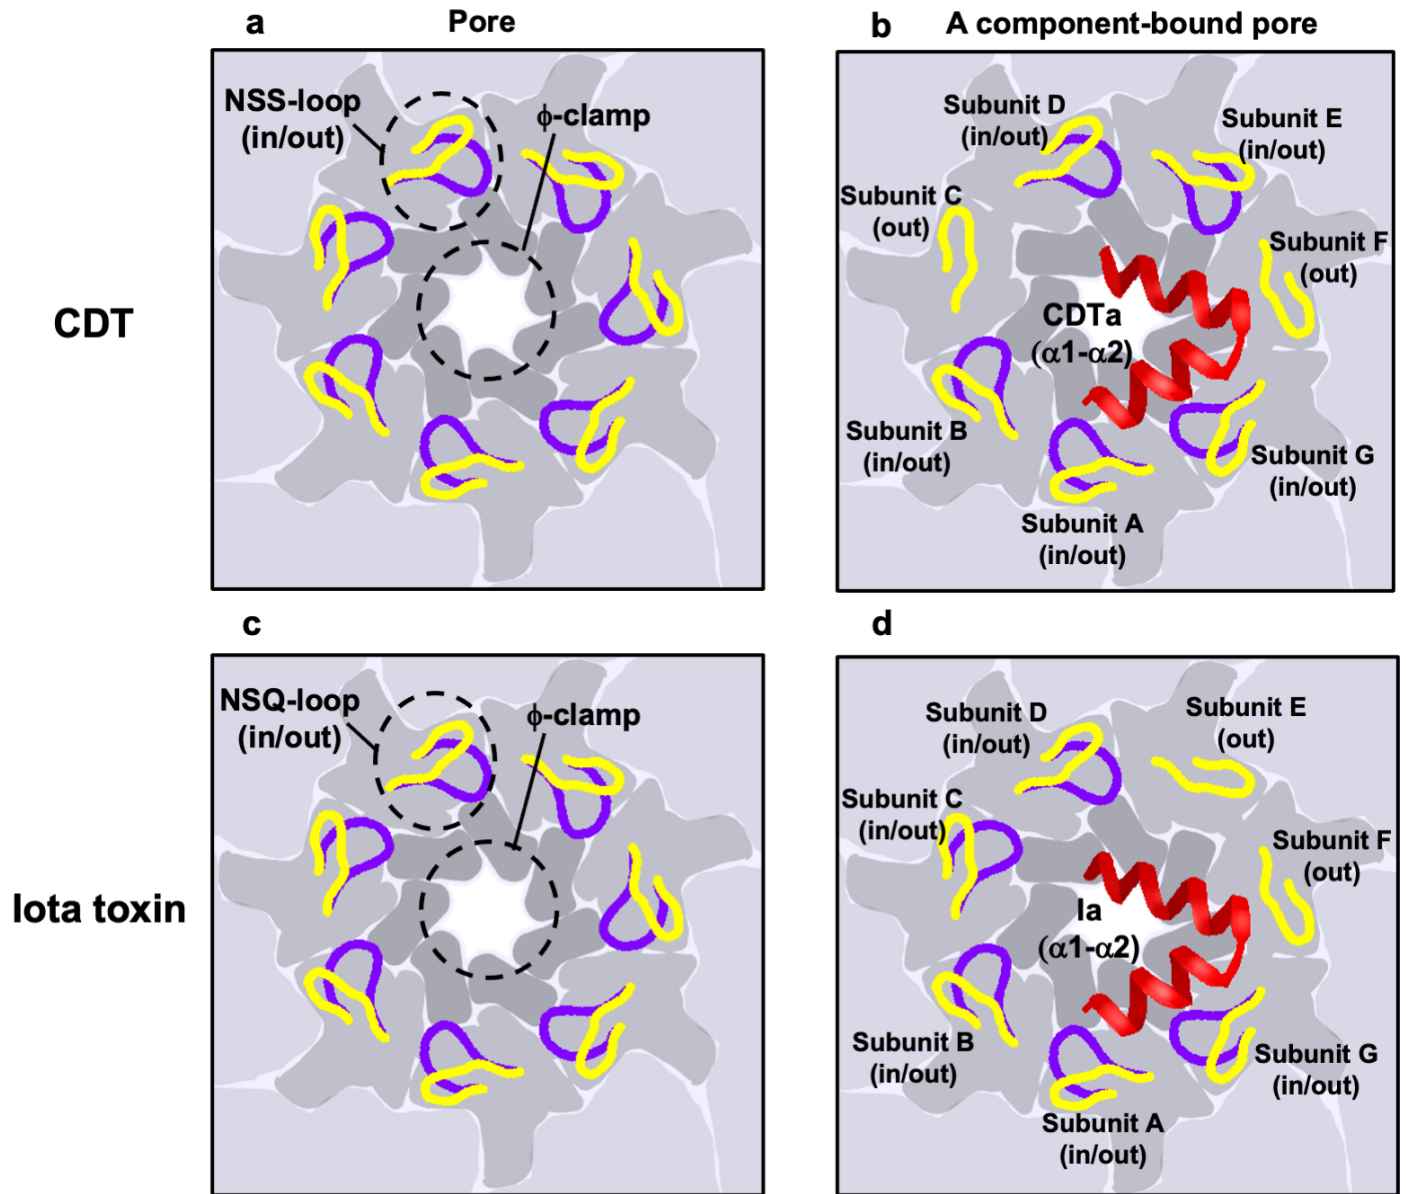 a
Pore
b
A component-bound pore
CDT
NSS-loop
(in/out)
ϕ-clamp
Subunit D
(in/out)
Subunit E
(in/out)
Subunit C
(out)
Subunit F
(out)
CDTa
(α1-α2)
Subunit B
(in/out)
Subunit G
(in/out)
Subunit A
(in/out)
c
d
Iota toxin
NSQ-loop
(in/out)
ϕ-clamp
Subunit D
(in/out)
Subunit E
(out)
Subunit C
(in/out)
Subunit F
(out)
Ia
(α1-α2)
Subunit B
(in/out)
Subunit G
(in/out)
Subunit A
(in/out)